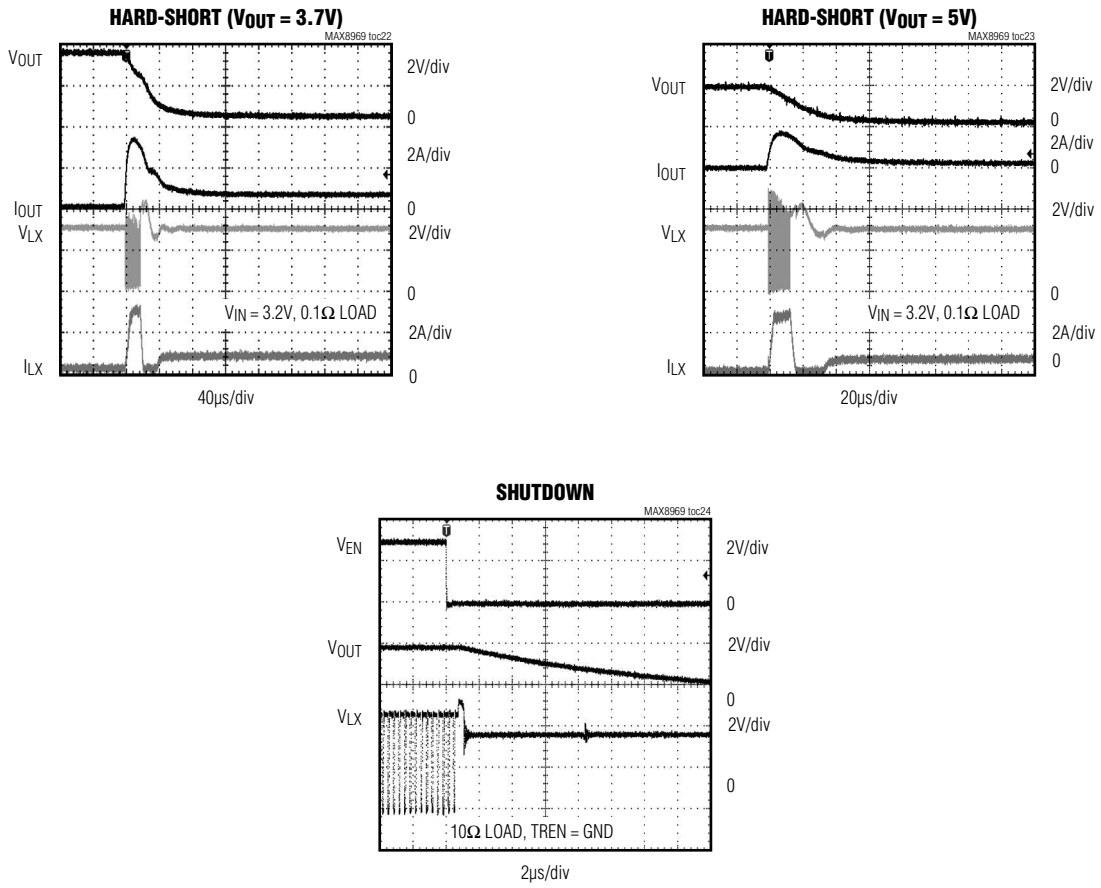 HARD-SHORT (VOUT = 3.7V)
MAX8969 toc22
VOUT
2V/div
0
2A/div
IOUT
0
VLX
2V/div
0
VIN = 3.2V, 0.1Ω LOAD
2A/div
ILX
0
40µs/div
HARD-SHORT (VOUT = 5V)
MAX8969 toc23
VOUT
2V/div
0
2A/div
IOUT
0
2V/div
VLX
0
VIN = 3.2V, 0.1Ω LOAD
2A/div
0
ILX
20µs/div
SHUTDOWN
MAX8969 toc24
T
VEN
2V/div
0
VOUT
2V/div
0
VLX
2V/div
0
10Ω LOAD, TREN = GND
2µs/div